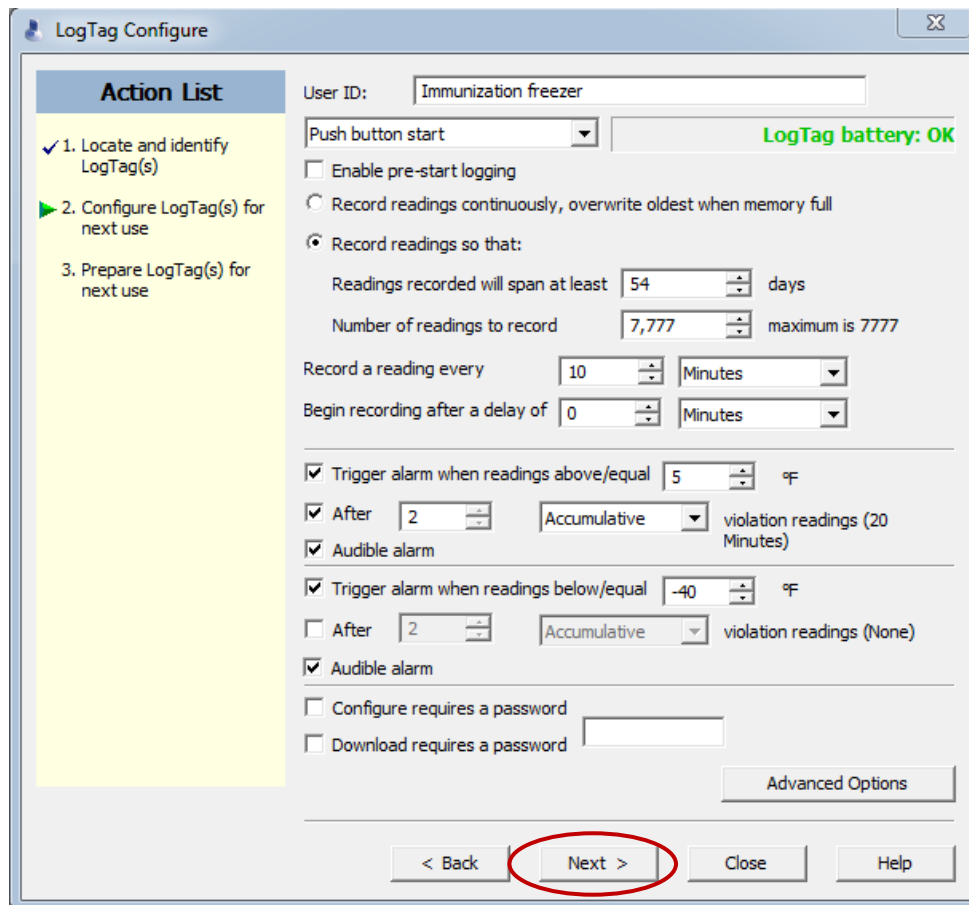 LogTag Configure
Action List
1. Locate and identify
LogTag(s)
2. Configure LogTag(s) for
next use
3. Prepare LogTag(s) for
next use
User ID: Immunization freezer
Push button start LogTag battery: OK
Enable pre-start logging
Record readings continuously, overwrite oldest when memory full
Record readings so that:
Readings recorded will span at least 54 days
Number of readings to record 7,777 maximum is 7777
Record a reading every 10 Minutes
Begin recording after a delay of 0 Minutes
Trigger alarm when readings above/equal 5 °F
After 2 Accumulative violation readings (20
Minutes)
Audible alarm
Trigger alarm when readings below/equal -40 °F
After 2 Accumulative violation readings (None)
Audible alarm
Configure requires a password
Download requires a password
Advanced Options
< Back Next > Close Help